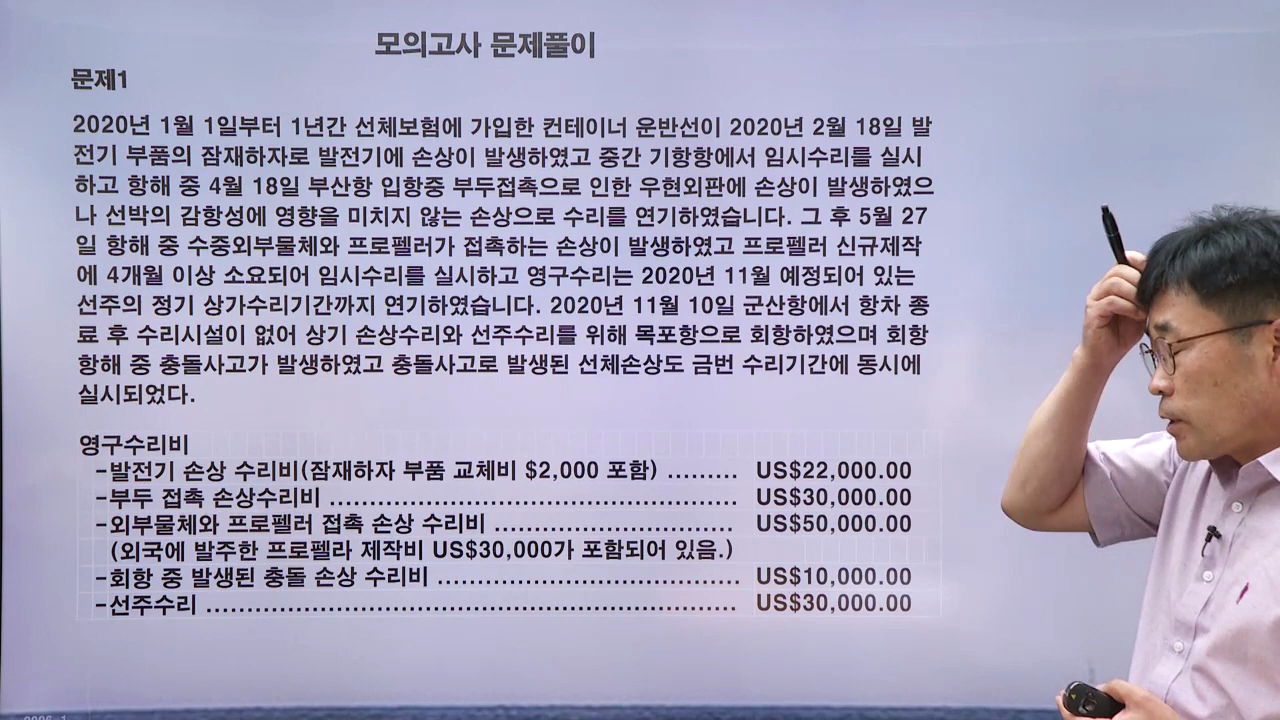 모의고사 문제풀이
문제1
2020년 1월 1일부터 1년간 선체보험에 가입한 컨테이너 운반선이 2020년 2월 18일 발
전기 부품의 잠재하자로 발전기에 손상이 발생하였고 중간 기항항에서 임시수리를 실시
하고 항해 중 4월 18일 부산항 입항중 부두접촉으로 인한 우현외판에 손상이 발생하였으
나 선박의 감항성에 영향을 미치지 않는 손상으로 수리를 연기하였습니다. 그 후 5월 27
일 항해 중 수중외부물체와 프로펠러가 접촉하는 손상이 발생하였고 프로펠러 신규제작
에 4개월 이상 소요되어 임시수리를 실시하고 영구수리는 2020년 11월 예정되어 있는
선주의 정기 상가수리기간까지 연기하였습니다. 2020년 11월 10일 군산항에서 항차 종
료 후 수리시설이 없어 상기 손상수리와 선주수리를 위해 목포항으로 회항하였으며 회항
항해 중 충돌사고가 발생하였고 충돌사고로 발생된 선체손상도 금번 수리기간에 동시에
실시되었다.
영구수리비
-발전기 손상 수리비(잠재하자 부품 교체비 $2,000 포함) ......... US$22,000.00
-부두 접촉 손상수리비 ................................................... US$30,000.00
-외부물체와 프로펠러 접촉 손상 수리비 .............................. US$50,000.00
(외국에 발주한 프로펠라 제작비 US$30,000가 포함되어 있음.)
-회항 중 발생된 충돌 손상 수리비 ...................................... US$10,000.00
-선주수리 .................................................................... US$30,000.00